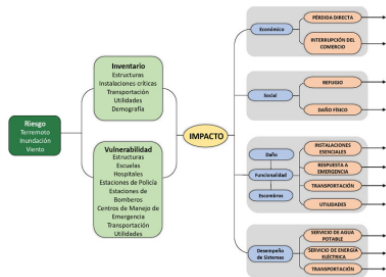 Riesgo
Terremoto
Inundación
Viento
Inventario
Estructuras
Instalaciones críticas
Transportación
Utilidades
Demografía
Vulnerabilidad
Estructuras
Escuelas
Hospitales
Estaciones de Policía
Estaciones de
Bomberos
Centros de Manejo de
Emergencia
Transportación
Utilidades
IMPACTO
Económico
PÉRDIDA DIRECTA
INTERRUPCIÓN DEL
COMERCIO
Social
REFUGIO
DAÑO FÍSICO
Daño
Funcionalidad
Escombros
INSTALACIONES
ESENCIALES
RESPUESTA A
EMERGENCIA
TRANSPORTACIÓN
UTILIDADES
Desempeño
de Sistemas
SERVICIO DE AGUA
POTABLE
SERVICIO DE ENERGÍA
ELÉCTRICA
TRANSPORTACIÓN